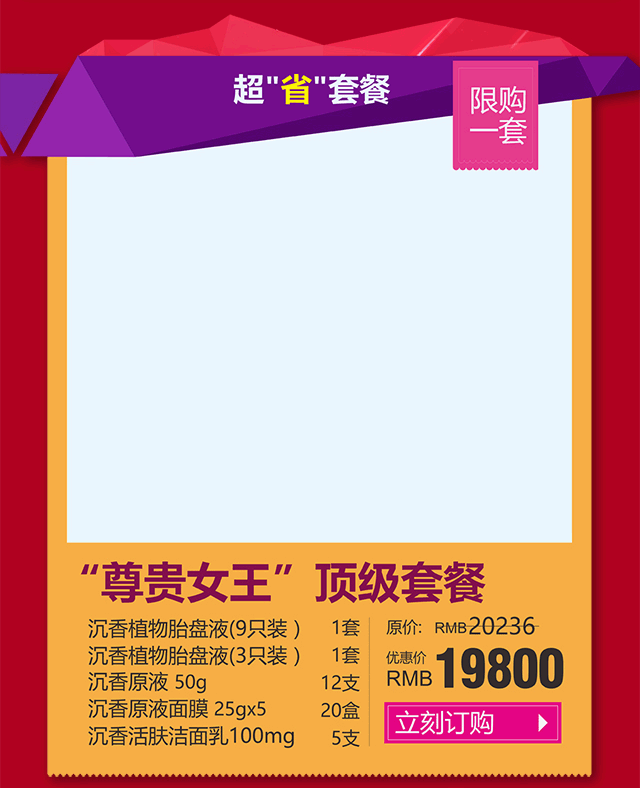 超"省"套餐
限购
一套
“尊贵女王”顶级套餐
沉香植物胎盘液(9只装) 1套
沉香植物胎盘液(3只装) 1套
沉香原液 50g 12支
沉香原液面膜 25gx5 20盒
沉香活肤洁面乳100mg 5支
原价: RMB20236
优惠价
RMB 19800
立刻订购